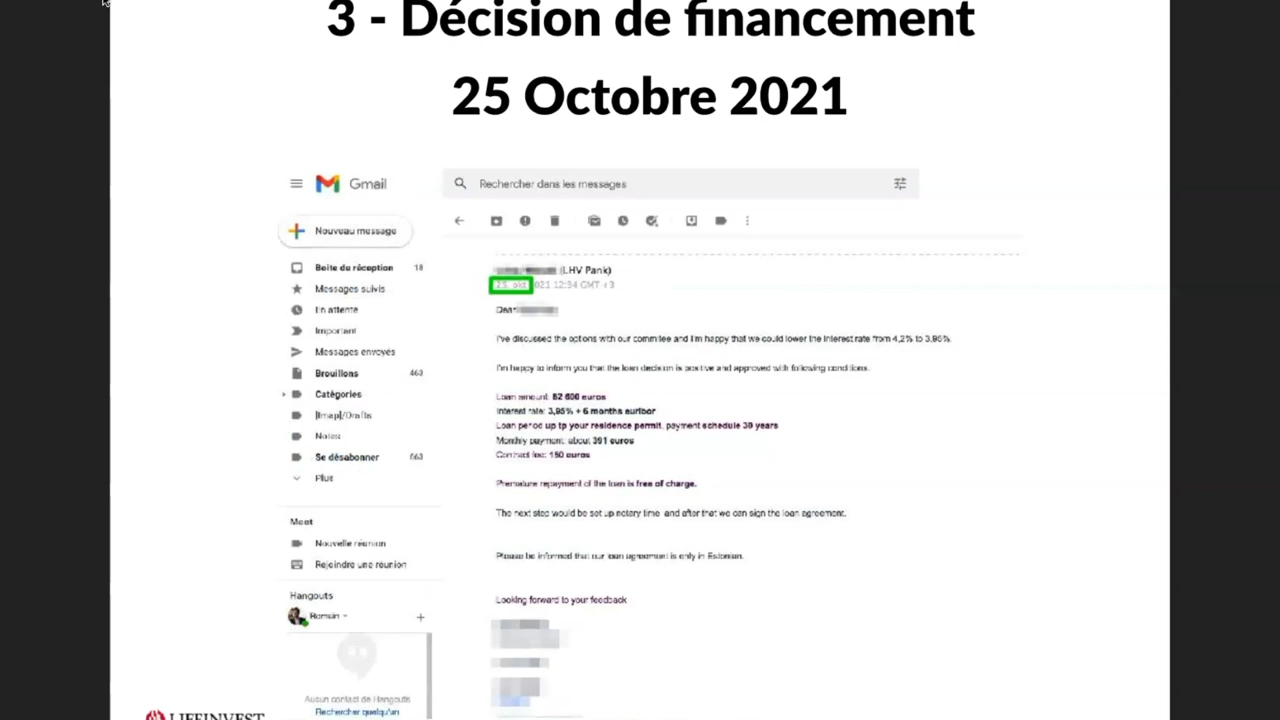 3 - Décision de financement
25 Octobre 2021
Gmail
Rechercher dans les messages
Nouveau message
Boîte de réception 18
Messages suivis
En attente
Important
Messages envoyés
Brouillons 463
Catégories
[Imap]/Drafts
Notes
Se désabonner 663
Plus
Meet
Nouvelle réunion
Rejoindre une réunion
Hangouts
Romain
Aucun contact de Hangouts
Rechercher quelqu'un
(LHV Pank)
25. okt 2021 12:34 GMT +3
Dear
I've discussed the options with our commitee and I'm happy that we could lower the interest rate from 4,2% to 3,95%.
I'm happy to inform you that the loan decision is positive and approved with following conditions.
Loan amount: 82 600 euros
Interest rate: 3,95% + 6 months euribor
Loan period up tp your residence permit, payment schedule 30 years
Monthly payment: about 391 euros
Contract fee: 150 euros
Premature repayment of the loan is free of charge.
The next step would be set up notary time and after that we can sign the loan agreement.
Please be informed that our loan agreement is only in Estonian.
Looking forward to your feedback
LIFEINVEST